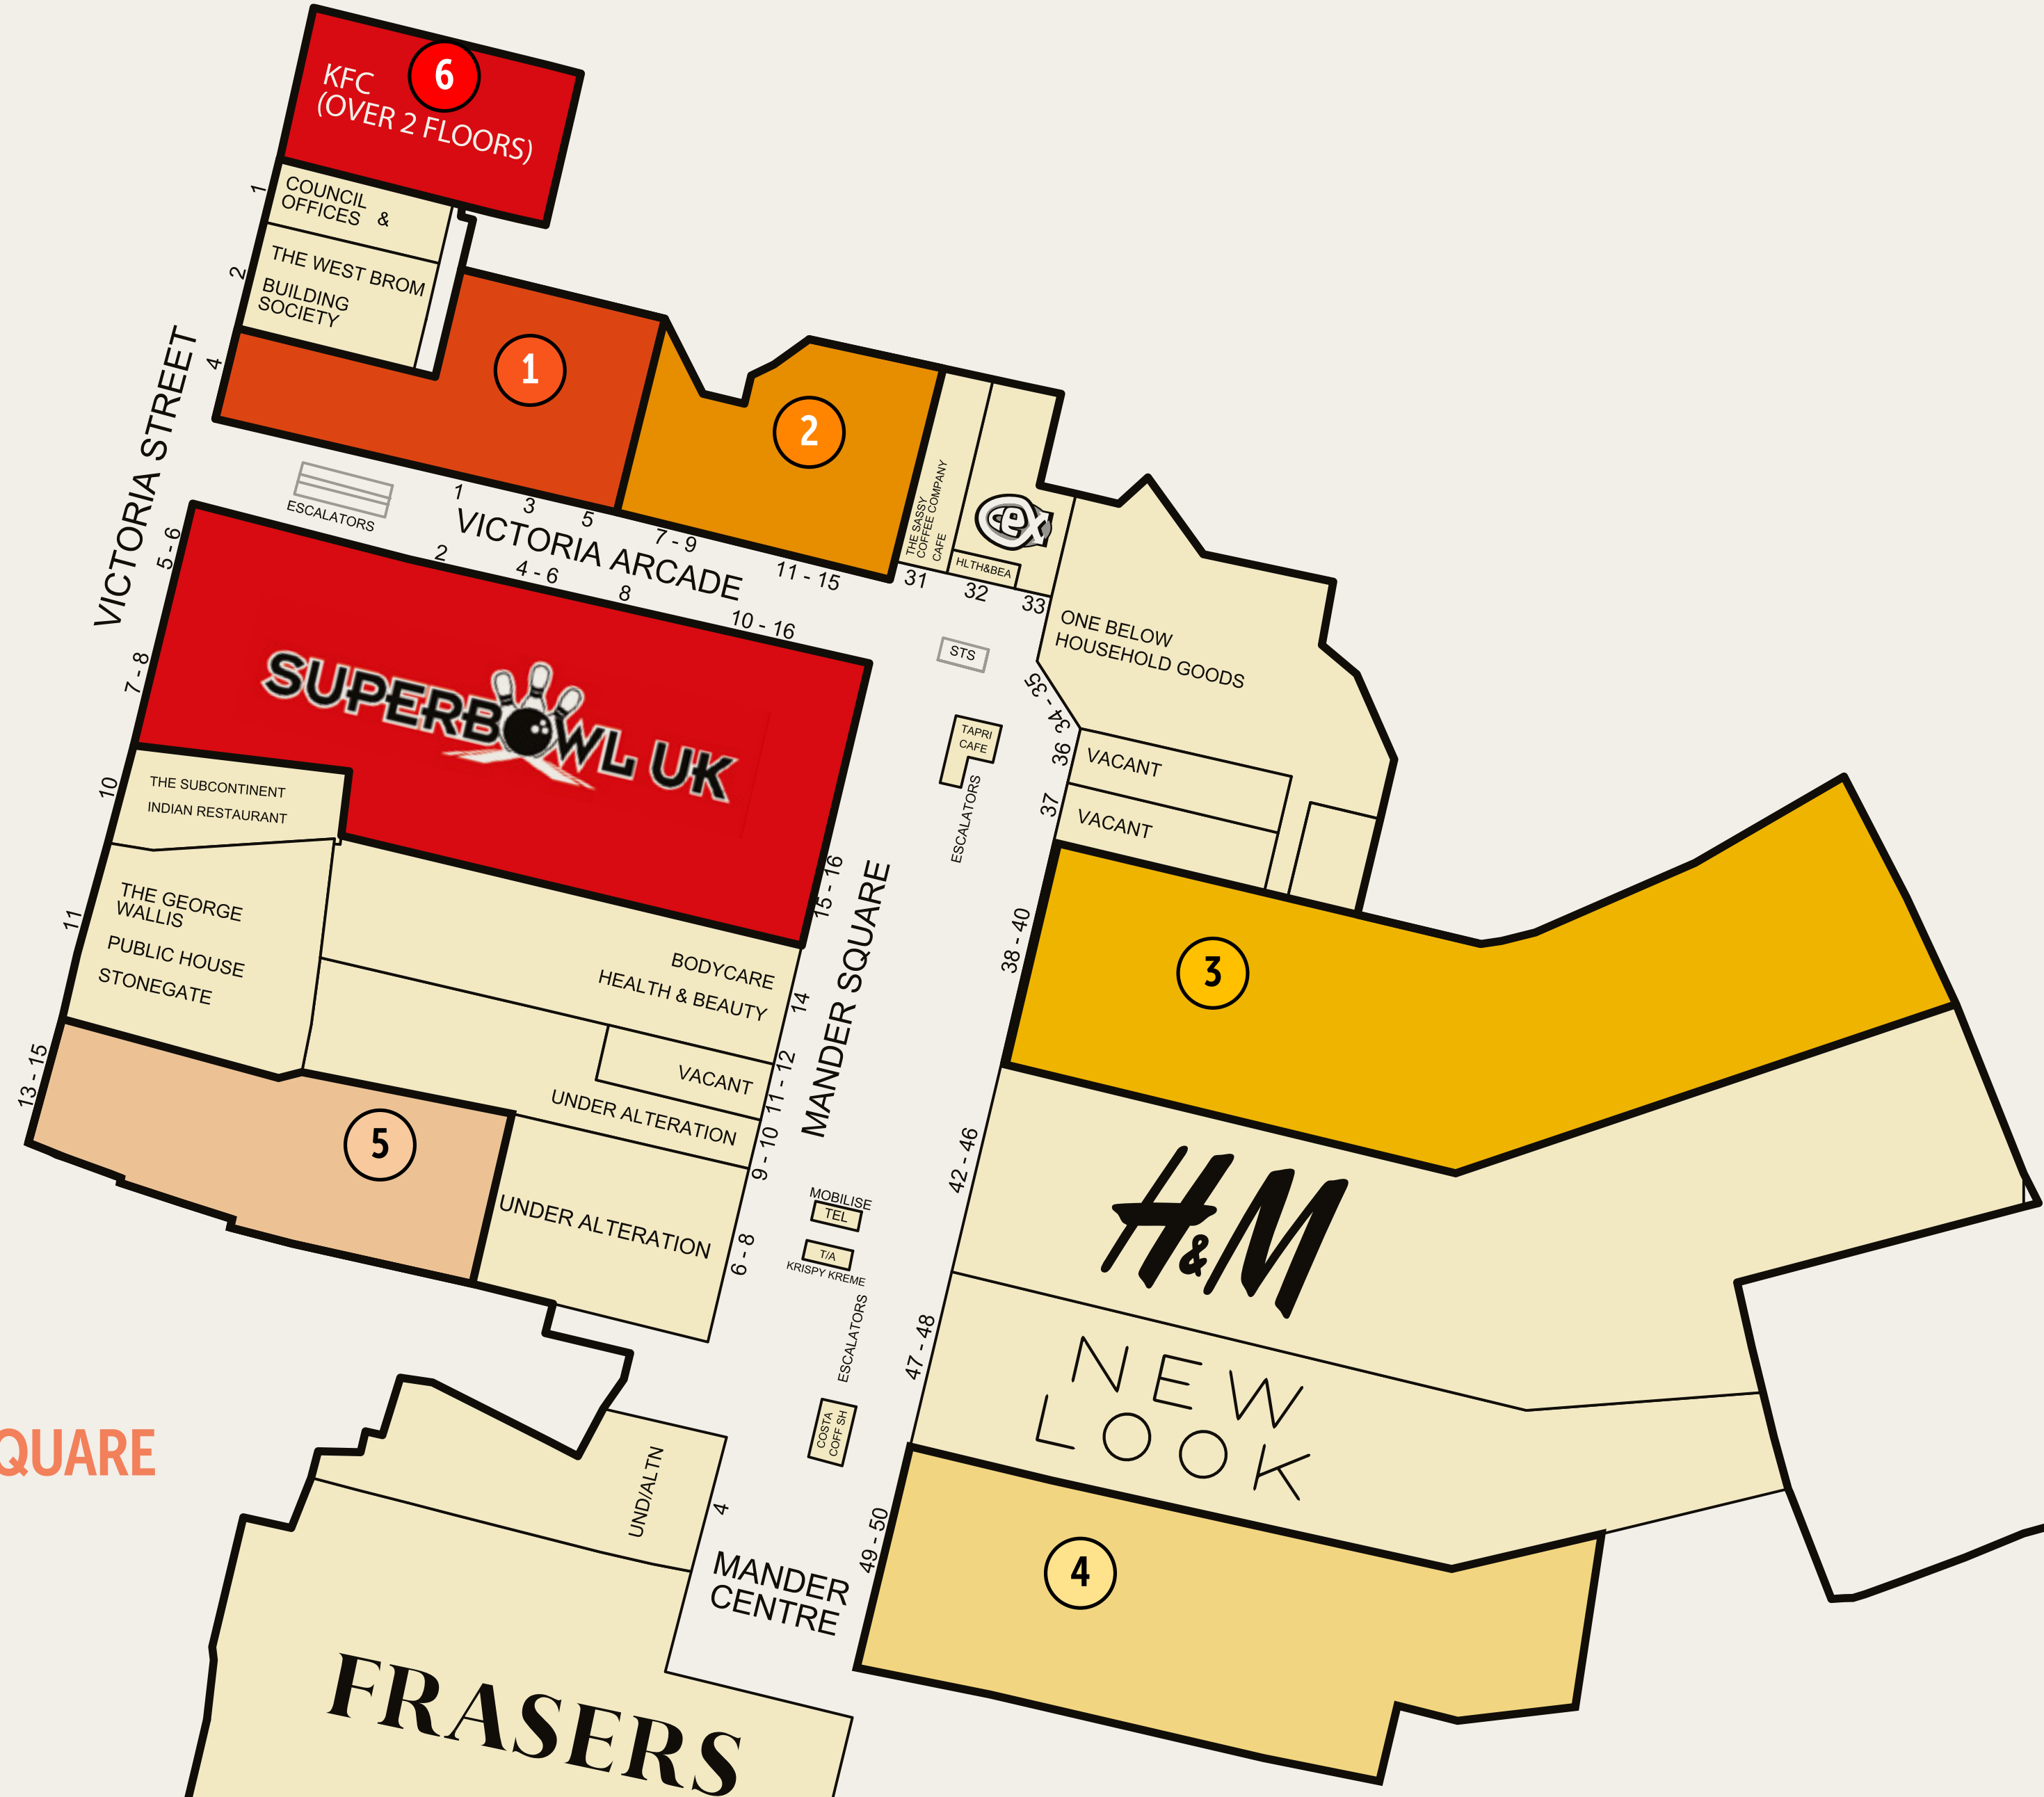 6
KFC
(OVER 2 FLOORS)
1
COUNCIL
OFFICES &
2
THE WEST BROM
BUILDING
SOCIETY
4
1
2
VICTORIA STREET
ESCALATORS
1
3
5
7 - 9
11 - 15
VICTORIA ARCADE
2
4 - 6
8
10 - 16
THE SASSY
COFFEE COMPANY
CAFE
CeX
HLTH&BEA
31
32
33
ONE BELOW
HOUSEHOLD GOODS
STS
34 - 35
5 - 6
7 - 8
SUPERBOWL UK
TAPRI
CAFE
ESCALATORS
36
VACANT
37
VACANT
10
THE SUBCONTINENT
INDIAN RESTAURANT
15 - 16
MANDER SQUARE
38 - 40
3
11
THE GEORGE
WALLIS
PUBLIC HOUSE
STONEGATE
BODYCARE
HEALTH & BEAUTY
14
VACANT
11 - 12
UNDER ALTERATION
9 - 10
13 - 15
5
UNDER ALTERATION
6 - 8
MOBILISE
TEL
T/A
KRISPY KREME
ESCALATORS
42 - 46
H&M
47 - 48
NEW
LOOK
COSTA
COFF SH
QUARE
UND/ALTN
4
MANDER
CENTRE
49 - 50
4
FRASERS